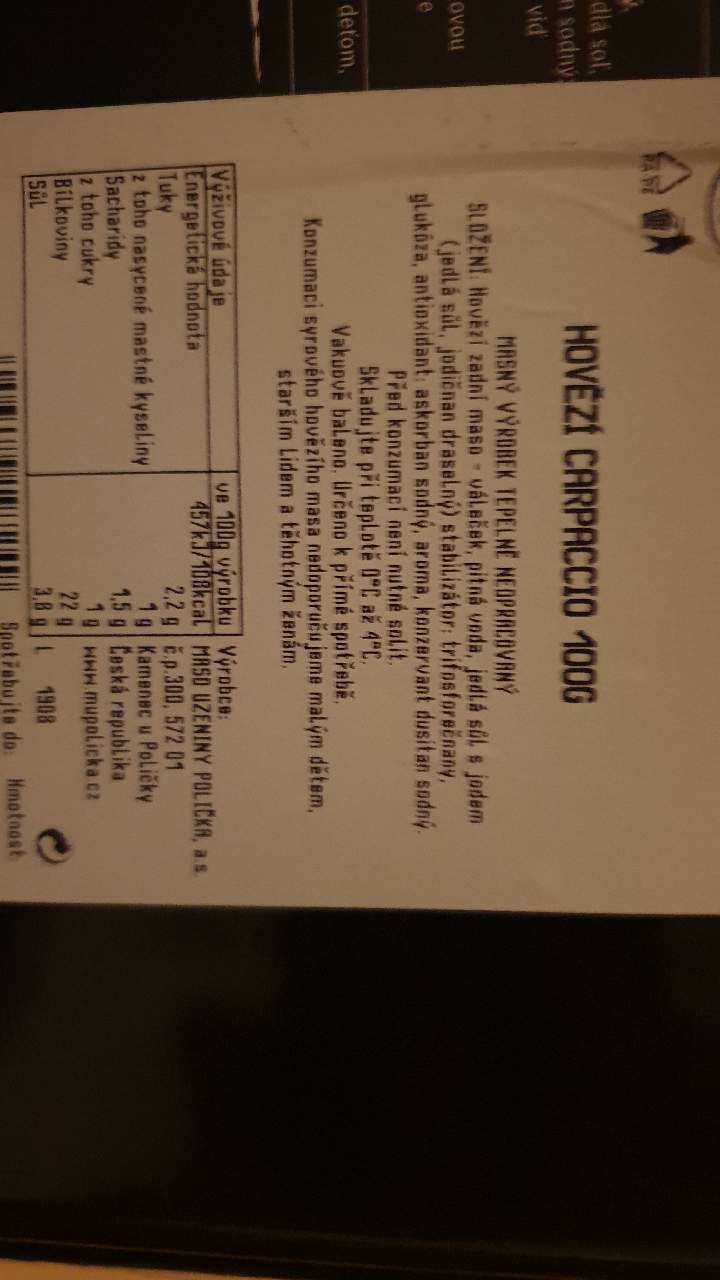 dlá soľ,
n sodný
víd
ovou
e
deťom,
PA/PE
HOVĚZÍ CARPACCIO 100G
MASNÝ VÝROBEK TEPELNĚ NEOPRACOVANÝ
SLOŽENÍ: Hovězí zadní maso - váleček, pitná voda, jedlá sůl s jodem
(jedlá sůl, jodičnan draselný) stabilizátor: trifosforečnany,
glukóza, antioxidant: askorban sodný, aroma, konzervant dusitan sodný.
Před konzumací není nutné solit.
Skladujte při teplotě 0°C až 4°C.
Vakuově baleno. Určeno k přímé spotřebě.
Konzumaci syrového hovězího masa nedoporučujeme malým dětem,
starším lidem a těhotným ženám.
Výživové údaje ve 100g výrobku
Energetická hodnota 457kJ/108kcal
Tuky 2,2 g
z toho nasycené mastné kyseliny 1 g
Sacharidy 1,5 g
z toho cukry 1 g
Bílkoviny 22 g
Sůl 3,8 g
Výrobce:
MASO UZENINY POLIČKA, a.s.
č.p.300, 572 01
Kamenec u Poličky
Česká republika
www.mupolicka.cz
L 1908
Spotřebujte do: Hmotnost